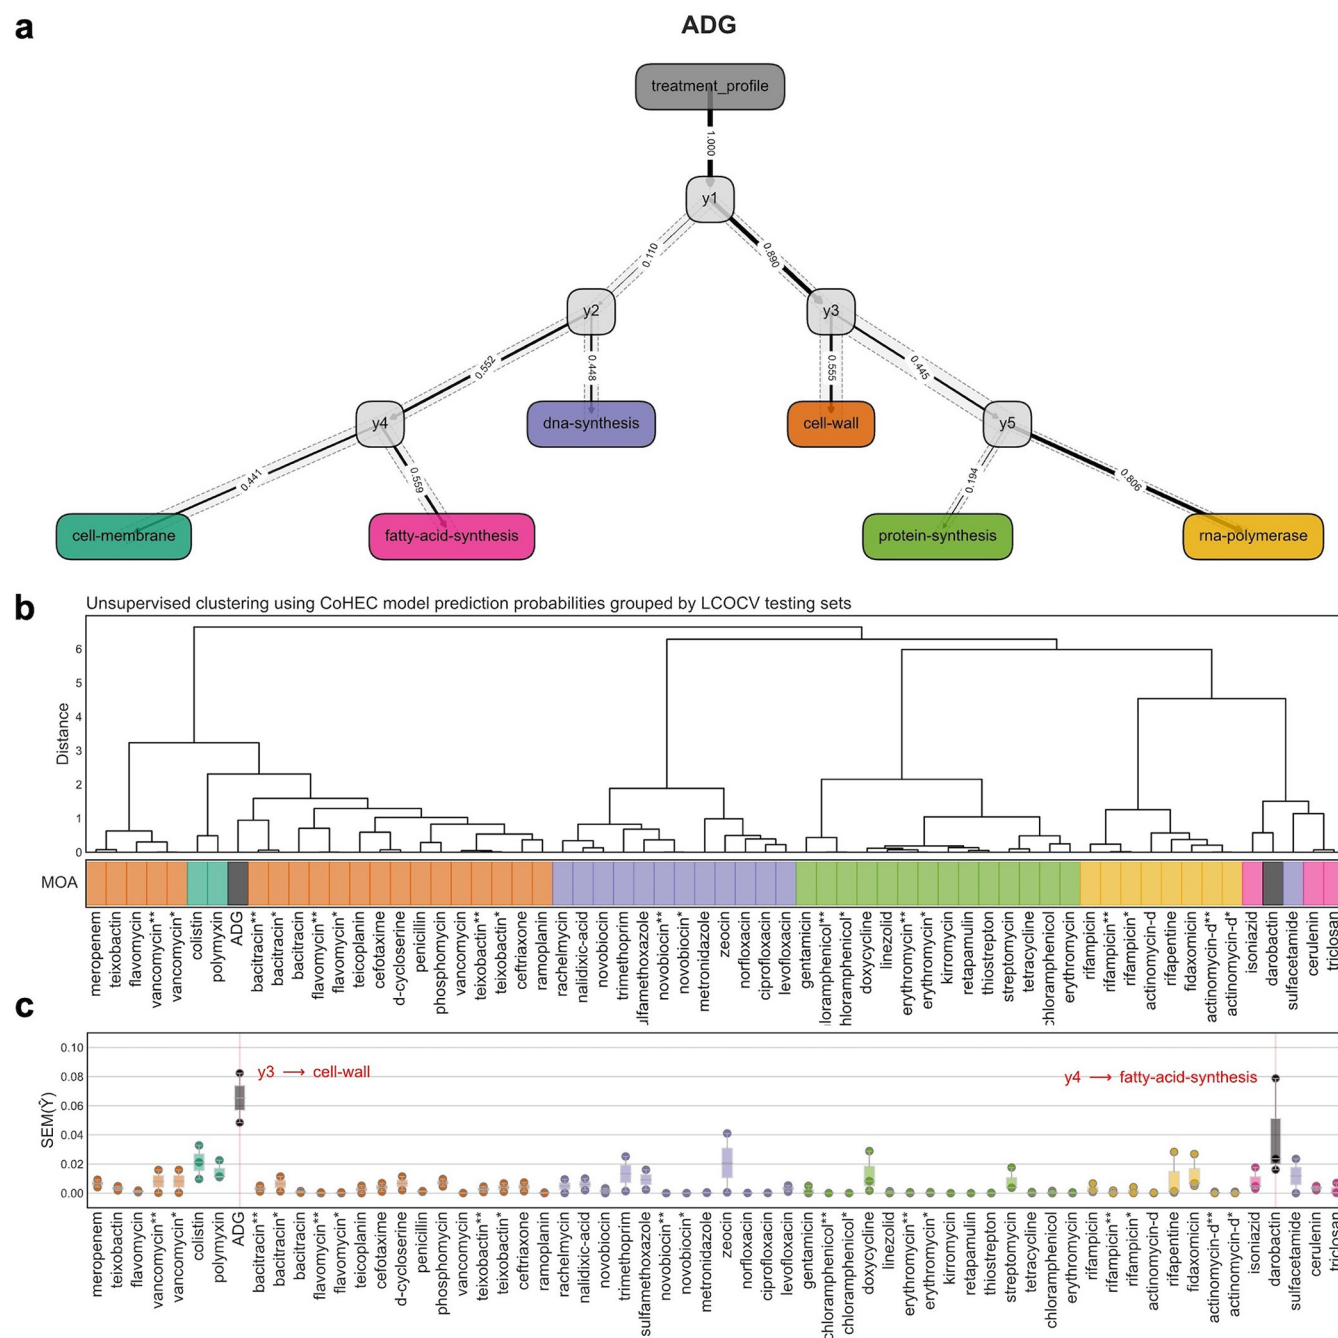 a
ADG
treatment_profile
1.000
y1
0.110
0.890
y2
y3
0.552
0.448
0.555
0.445
y4
dna-synthesis
cell-wall
y5
0.441
0.559
0.194
0.806
cell-membrane
fatty-acid-synthesis
protein-synthesis
rna-polymerase
b
Unsupervised clustering using CoHEC model prediction probabilities grouped by LCOCV testing sets
Distance
6
5
4
3
2
1
0
MOA
meropenem
teixobactin
flavomycin
vancomycin**
vancomycin*
colistin
polymyxin
ADG
bacitracin**
bacitracin*
bacitracin
flavomycin**
flavomycin*
teicoplanin
cefotaxime
d-cycloserine
penicillin
phosphomycin
vancomycin
teixobactin**
teixobactin*
ceftriaxone
ramoplanin
rachelmycin
nalidixic-acid
novobiocin
trimethoprim
ulfamethoxazole
novobiocin**
novobiocin*
metronidazole
zeocin
norfloxacin
ciprofloxacin
levofloxacin
gentamicin
loramphenicol**
hloramphenicol*
doxycycline
linezolid
erythromycin**
erythromycin*
kirromycin
retapamulin
thiostrepton
streptomycin
tetracycline
chloramphenicol
erythromycin
rifampicin
rifampicin**
rifampicin*
actinomycin-d
rifapentine
fidaxomicin
actinomycin-d**
actinomycin-d*
isoniazid
darobactin
sulfacetamide
cerulenin
triclosan
c
SEM(Ŷ)
0.10
0.08
0.06
0.04
0.02
0.00
y3 → cell-wall
y4 → fatty-acid-synthesis
meropenem
teixobactin
flavomycin
vancomycin**
vancomycin*
colistin
polymyxin
ADG
bacitracin**
bacitracin*
bacitracin
flavomycin**
flavomycin*
teicoplanin
cefotaxime
d-cycloserine
penicillin
phosphomycin
vancomycin
teixobactin**
teixobactin*
ceftriaxone
ramoplanin
rachelmycin
nalidixic-acid
novobiocin
trimethoprim
sulfamethoxazole
novobiocin**
novobiocin*
metronidazole
zeocin
norfloxacin
ciprofloxacin
levofloxacin
gentamicin
chloramphenicol**
chloramphenicol*
doxycycline
linezolid
erythromycin**
erythromycin*
kirromycin
retapamulin
thiostrepton
streptomycin
tetracycline
chloramphenicol
erythromycin
rifampicin
rifampicin**
rifampicin*
actinomycin-d
rifapentine
fidaxomicin
actinomycin-d**
actinomycin-d*
isoniazid
darobactin
sulfacetamide
cerulenin
triclosan